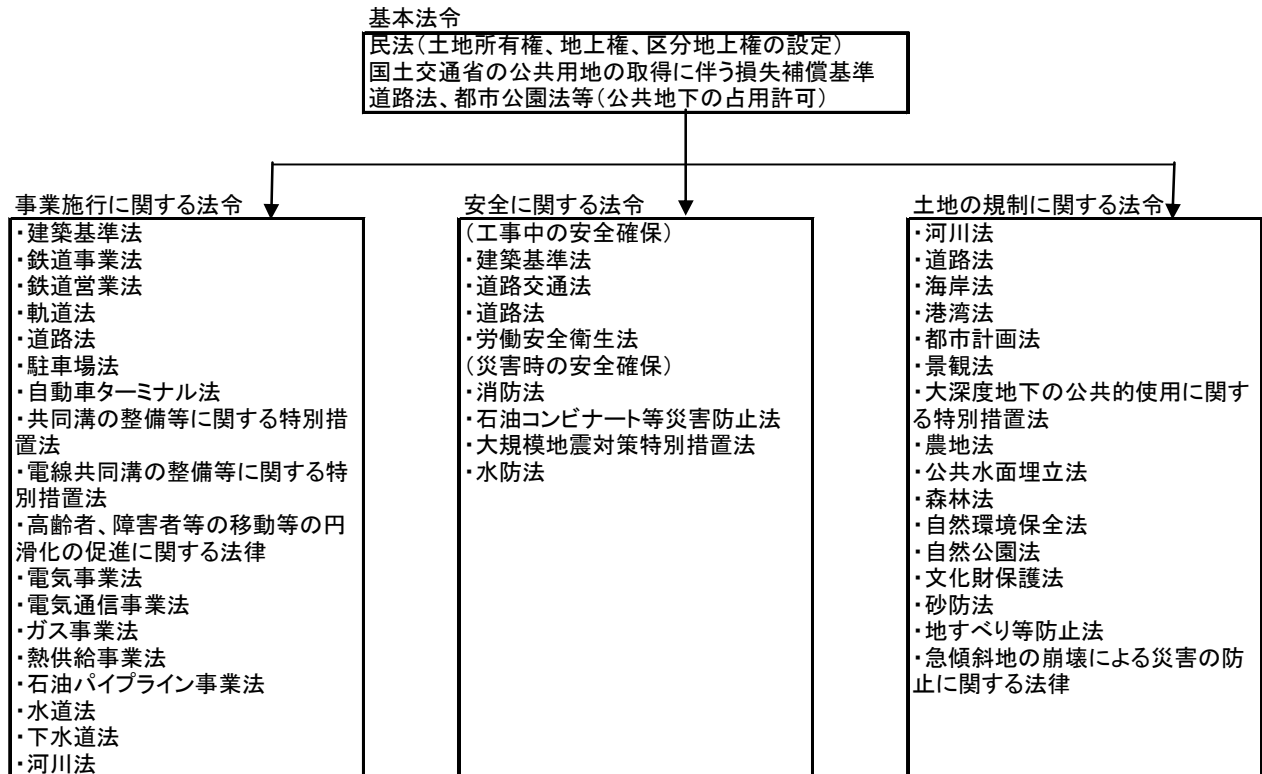 基本法令
民法（土地所有権、地上権、区分地上権の設定）
国土交通省の公共用地の取得に伴う損失補償基準
道路法、都市公園法等（公共地下の占用許可）
事業施行に関する法令
・建築基準法
・鉄道事業法
・鉄道営業法
・軌道法
・道路法
・駐車場法
・自動車ターミナル法
・共同溝の整備等に関する特別措
置法
・電線共同溝の整備等に関する特
別措置法
・高齢者、障害者等の移動等の円
滑化の促進に関する法律
・電気事業法
・電気通信事業法
・ガス事業法
・熱供給事業法
・石油パイプライン事業法
・水道法
・下水道法
・河川法
安全に関する法令
（工事中の安全確保）
・建築基準法
・道路交通法
・道路法
・労働安全衛生法
（災害時の安全確保）
・消防法
・石油コンビナート等災害防止法
・大規模地震対策特別措置法
・水防法
土地の規制に関する法令
・河川法
・道路法
・海岸法
・港湾法
・都市計画法
・景観法
・大深度地下の公共的使用に関す
る特別措置法
・農地法
・公共水面埋立法
・森林法
・自然環境保全法
・自然公園法
・文化財保護法
・砂防法
・地すべり等防止法
・急傾斜地の崩壊による災害の防
止に関する法律